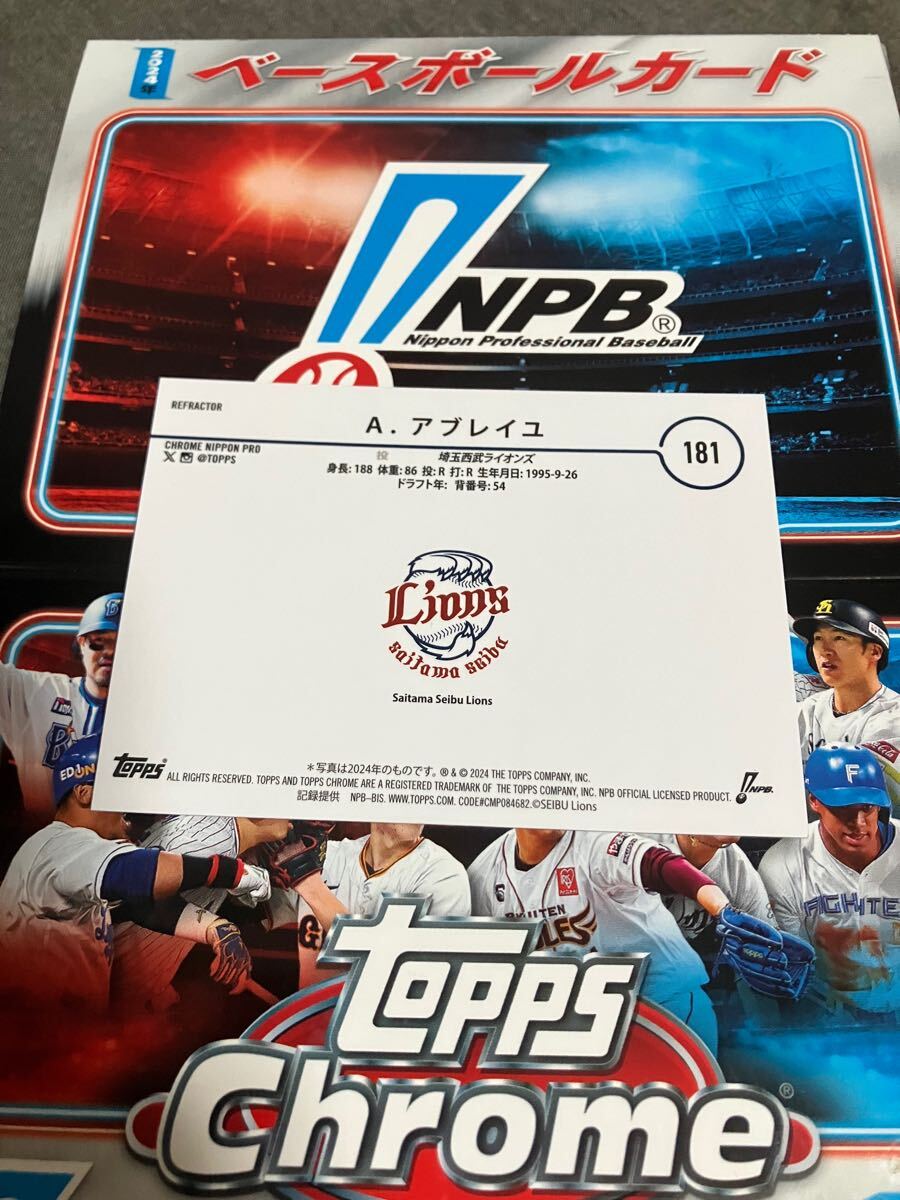 2024年
ベースボールカード
NPB®
Nippon Professional Baseball
REFRACTOR
A. アブレイユ
181
CHROME NIPPON PRO
X @TOPPS
投 埼玉西武ライオンズ
身長: 188 体重: 86 投: R 打: R 生年月日: 1995-9-26
ドラフト年: 背番号: 54
Lions
Saitama Seibu
Saitama Seibu Lions
topps®
*写真は2024年のものです。® & © 2024 THE TOPPS COMPANY, INC.
ALL RIGHTS RESERVED. TOPPS AND TOPPS CHROME ARE A REGISTERED TRADEMARK OF THE TOPPS COMPANY, INC. NPB OFFICIAL LICENSED PRODUCT.
記録提供 NPB-BIS. WWW.TOPPS.COM. CODE#CMP084682.©SEIBU Lions
NPB.
EDION
F
G
RAKUTEN
EAGLES
FIGHTE
topps
Chrome®